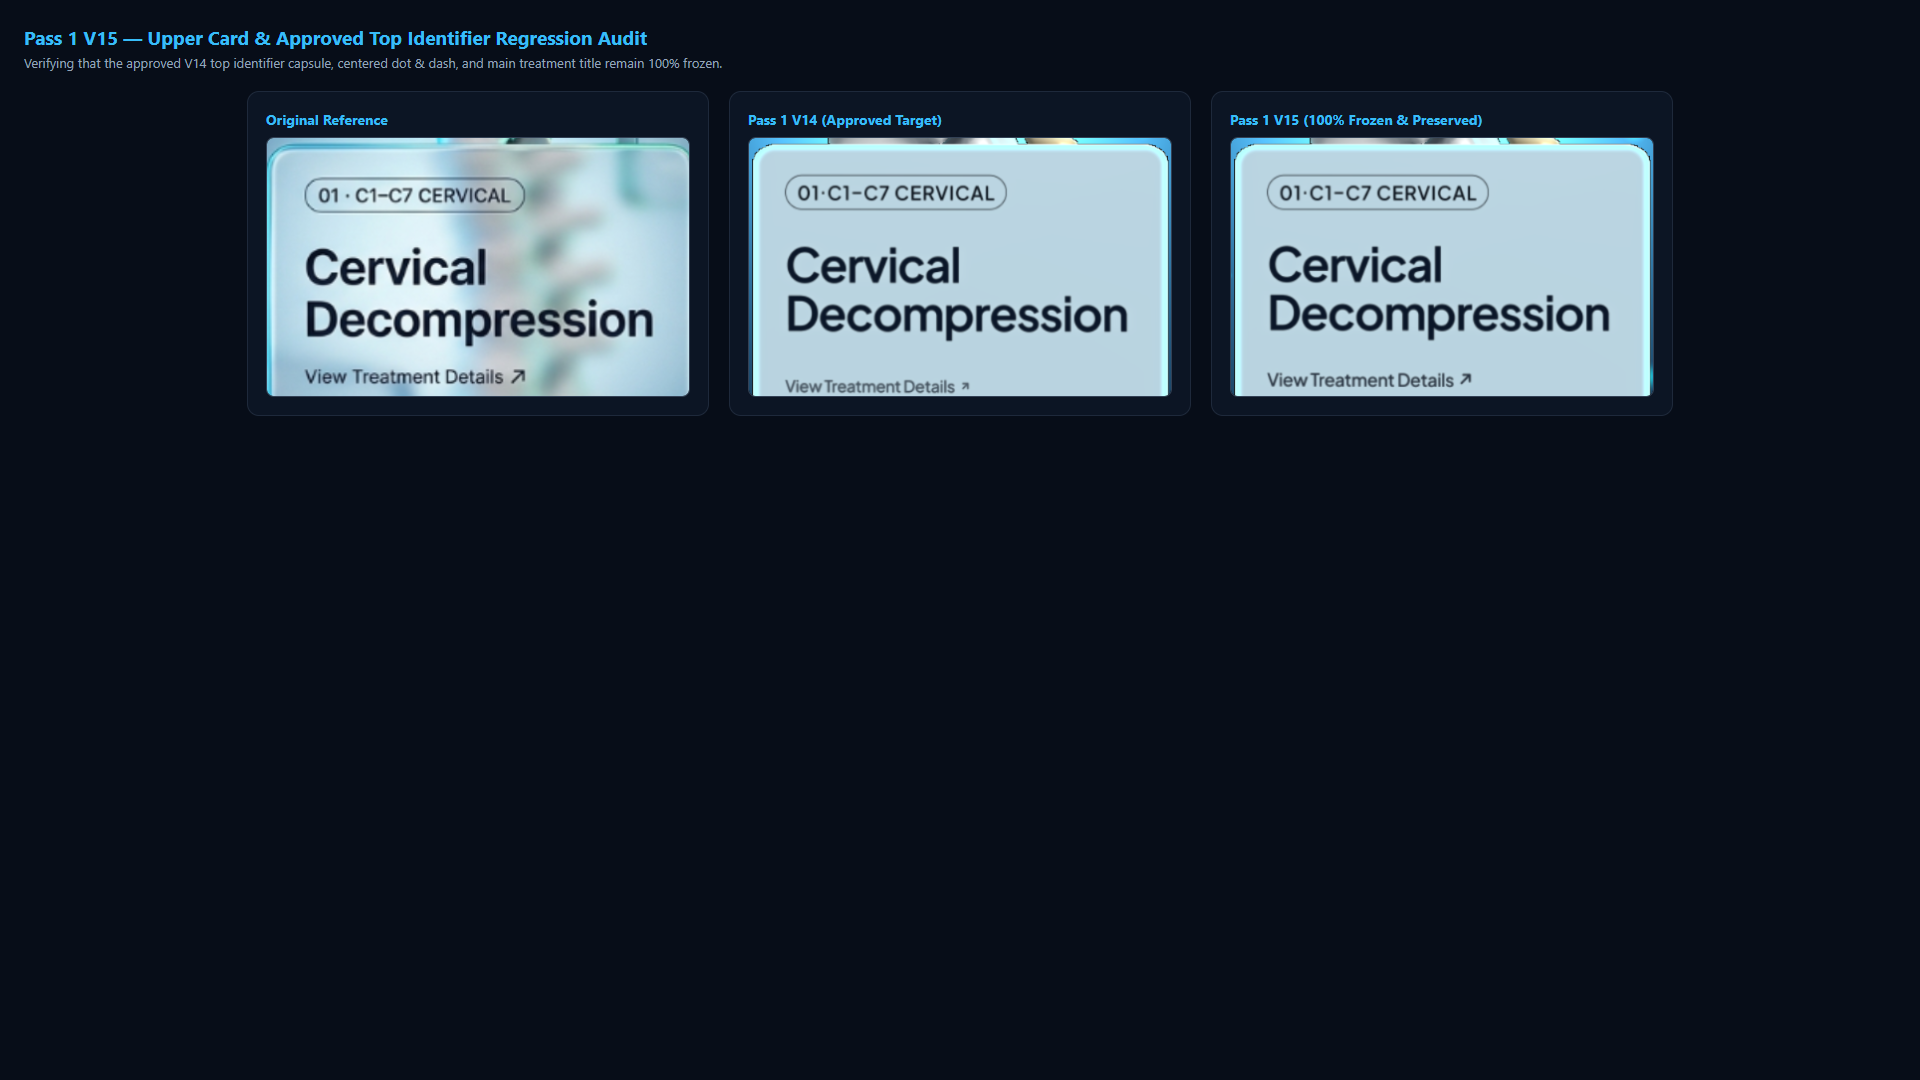 Pass 1 V15 — Upper Card & Approved Top Identifier Regression Audit
Verifying that the approved V14 top identifier capsule, centered dot & dash, and main treatment title remain 100% frozen.
Original Reference
01 · C1–C7 CERVICAL
Cervical
Decompression
View Treatment Details ↗
Pass 1 V14 (Approved Target)
01·C1–C7 CERVICAL
Cervical
Decompression
View Treatment Details ↗
Pass 1 V15 (100% Frozen & Preserved)
01·C1–C7 CERVICAL
Cervical
Decompression
View Treatment Details ↗